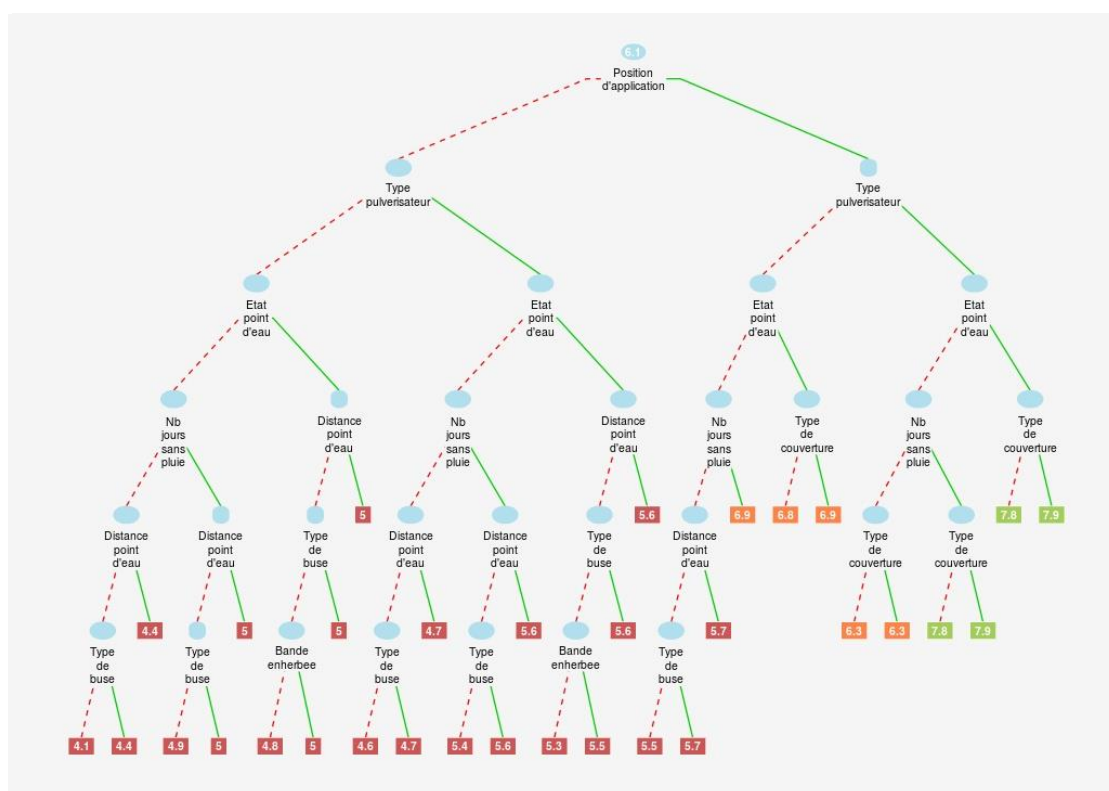 6.1
Position
d'application
Type
pulverisateur
Type
pulverisateur
Etat
point
d'eau
Etat
point
d'eau
Etat
point
d'eau
Etat
point
d'eau
Nb
jours
sans
pluie
Distance
point
d'eau
Nb
jours
sans
pluie
Distance
point
d'eau
Nb
jours
sans
pluie
Type
de
couverture
Nb
jours
sans
pluie
Type
de
couverture
5
5.6
6.9
6.8
6.9
7.8
7.9
Distance
point
d'eau
Distance
point
d'eau
Type
de
buse
Distance
point
d'eau
Distance
point
d'eau
Type
de
buse
Distance
point
d'eau
Type
de
couverture
Type
de
couverture
4.4
5
5
4.7
5.6
5.6
5.7
6.3
6.3
7.8
7.9
Type
de
buse
Type
de
buse
Bande
enherbee
Type
de
buse
Type
de
buse
Bande
enherbee
Type
de
buse
4.1
4.4
4.9
5
4.8
5
4.6
4.7
5.4
5.6
5.3
5.5
5.5
5.7